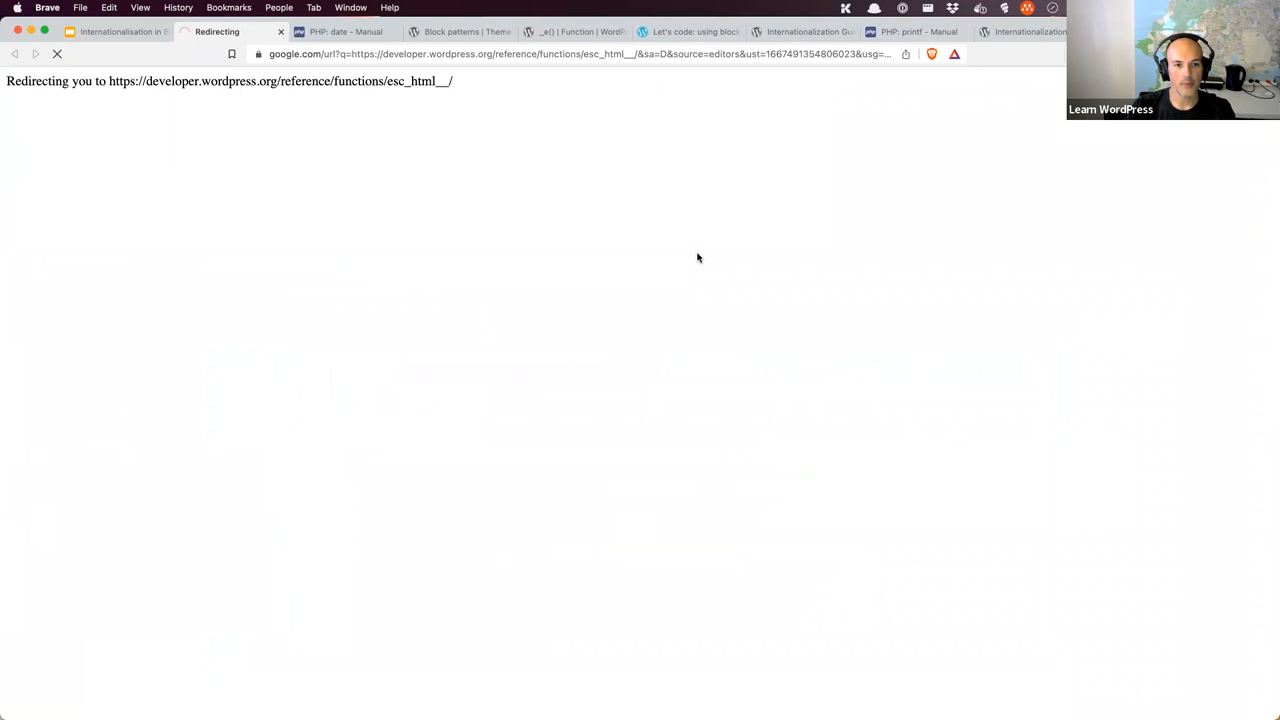 Brave File Edit View History Bookmarks People Tab Window Help
Internationalisation in B Redirecting PHP: date - Manual Block patterns | Theme _e() | Function | WordP Let's code: using block Internationalization Gui PHP: printf - Manual Internationalization
google.com/url?q=https://developer.wordpress.org/reference/functions/esc_html__/&sa=D&source=editors&ust=1667491354806023&usg=...
Redirecting you to https://developer.wordpress.org/reference/functions/esc_html__/
Learn WordPress